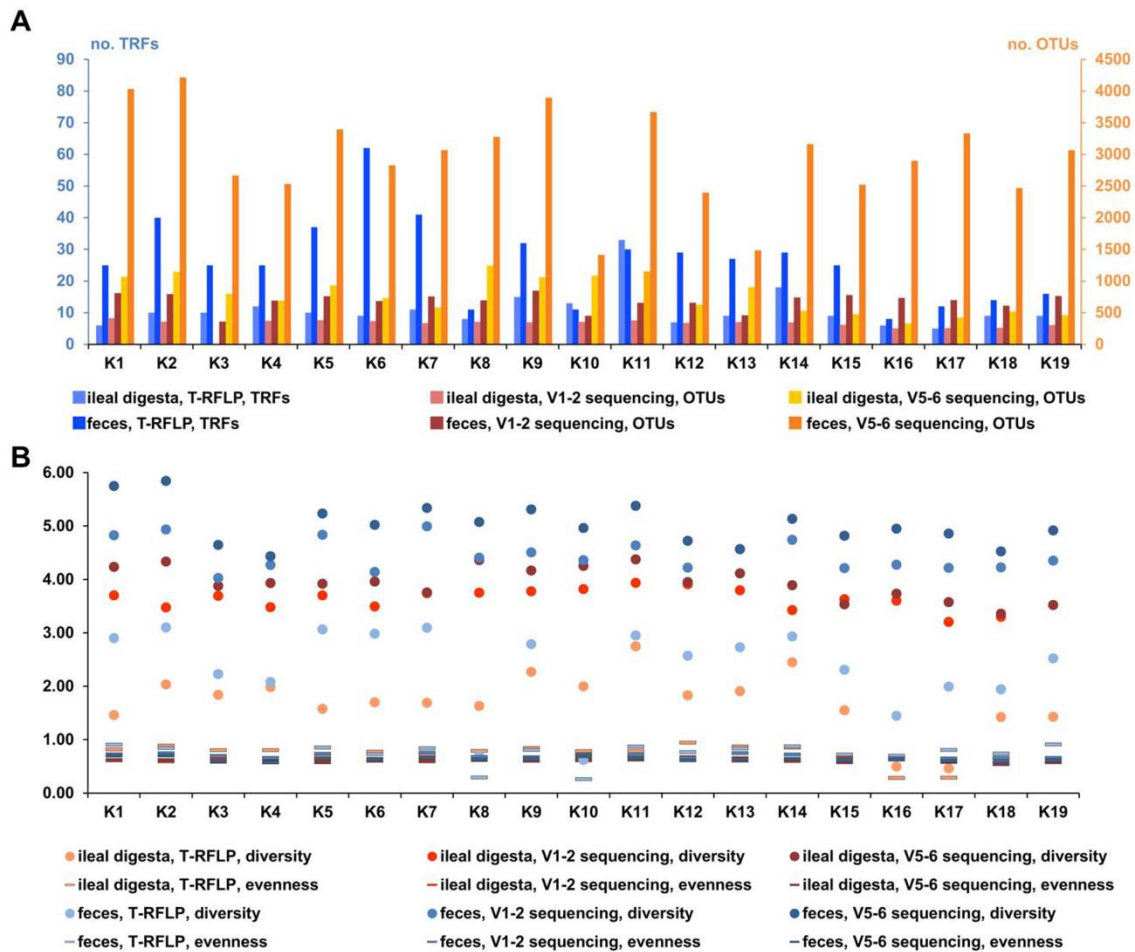 A
no. TRFs no. OTUs
90 4500
80 4000
70 3500
60 3000
50 2500
40 2000
30 1500
20 1000
10 500
0 0
K1 K2 K3 K4 K5 K6 K7 K8 K9 K10 K11 K12 K13 K14 K15 K16 K17 K18 K19
ileal digesta, T-RFLP, TRFs ileal digesta, V1-2 sequencing, OTUs ileal digesta, V5-6 sequencing, OTUs
feces, T-RFLP, TRFs feces, V1-2 sequencing, OTUs feces, V5-6 sequencing, OTUs
B
6.00
5.00
4.00
3.00
2.00
1.00
0.00
K1 K2 K3 K4 K5 K6 K7 K8 K9 K10 K11 K12 K13 K14 K15 K16 K17 K18 K19
ileal digesta, T-RFLP, diversity ileal digesta, V1-2 sequencing, diversity ileal digesta, V5-6 sequencing, diversity
ileal digesta, T-RFLP, evenness ileal digesta, V1-2 sequencing, evenness ileal digesta, V5-6 sequencing, evenness
feces, T-RFLP, diversity feces, V1-2 sequencing, diversity feces, V5-6 sequencing, diversity
feces, T-RFLP, evenness feces, V1-2 sequencing, evenness feces, V5-6 sequencing, evenness